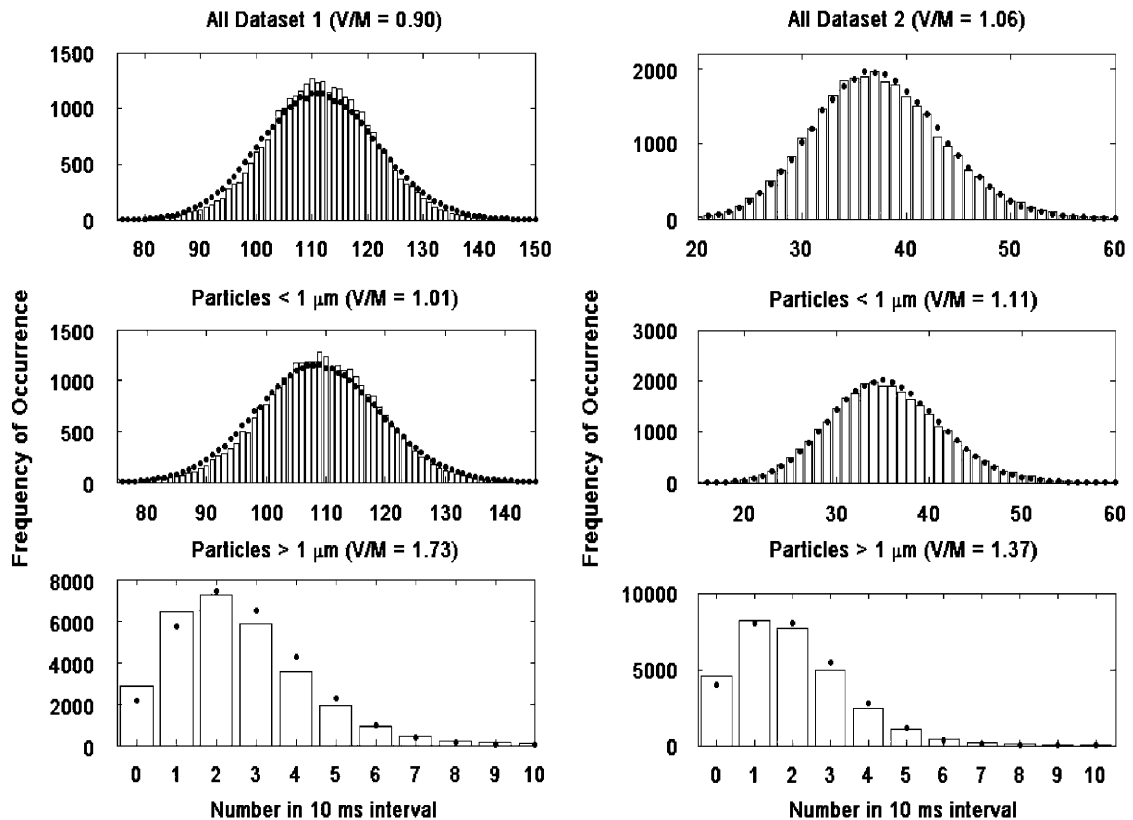 All Dataset 1 (V/M = 0.90)
1500
1000
500
0
80 90 100 110 120 130 140 150
All Dataset 2 (V/M = 1.06)
2000
1000
0
20 30 40 50 60
Frequency of Occurrence
Particles < 1 μm (V/M = 1.01)
1500
1000
500
0
80 90 100 110 120 130 140
Frequency of Occurrence
Particles < 1 μm (V/M = 1.11)
3000
2000
1000
0
20 30 40 50 60
Particles > 1 μm (V/M = 1.73)
8000
6000
4000
2000
0
0 1 2 3 4 5 6 7 8 9 10
Number in 10 ms interval
Particles > 1 μm (V/M = 1.37)
10000
5000
0
0 1 2 3 4 5 6 7 8 9 10
Number in 10 ms interval